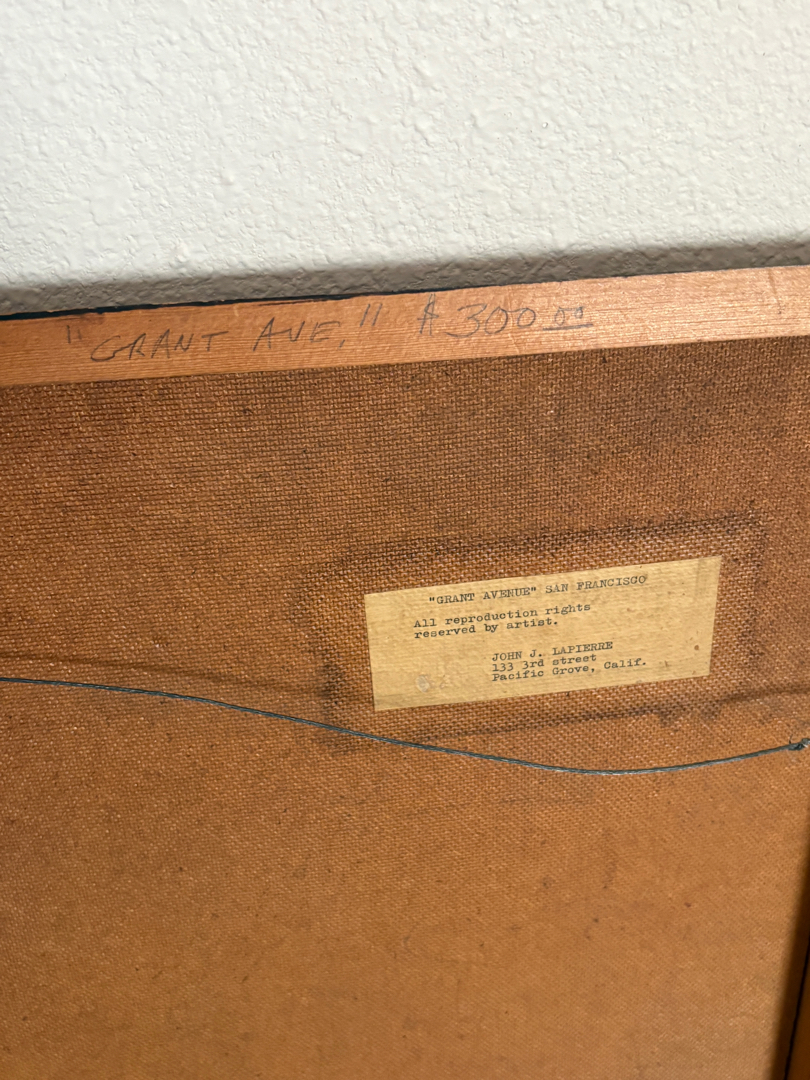 "GRANT AVE." $300.00
"GRANT AVENUE" SAN FRANCISCO
All reproduction rights
reserved by artist.
JOHN J. LAPIERRE
133 3rd street
Pacific Grove, Calif.